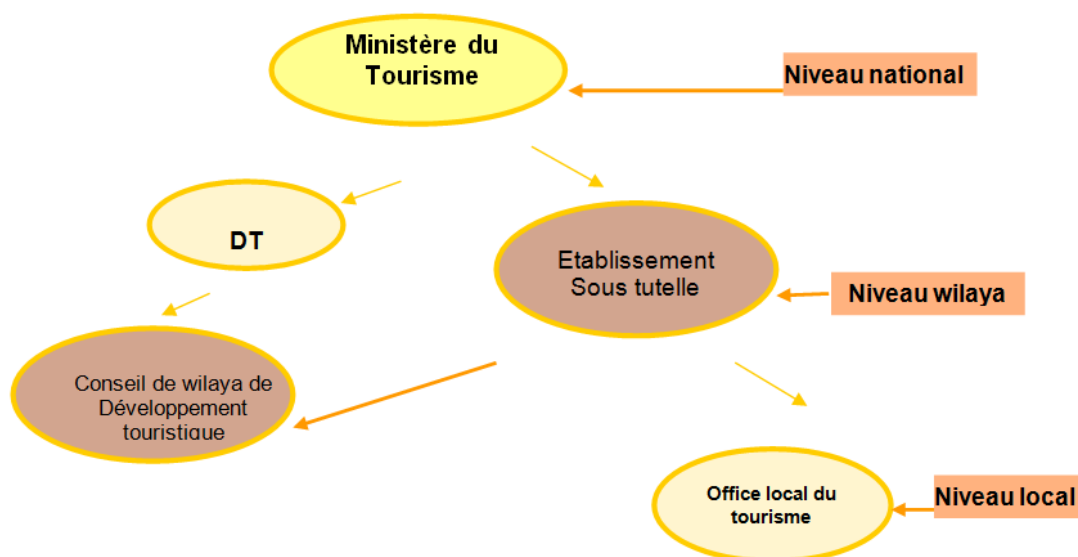 Ministère du
Tourisme
Niveau national
DT
Etablissement
Sous tutelle
Niveau wilaya
Conseil de wilaya de
Développement
touristique
Office local du
tourisme
Niveau local